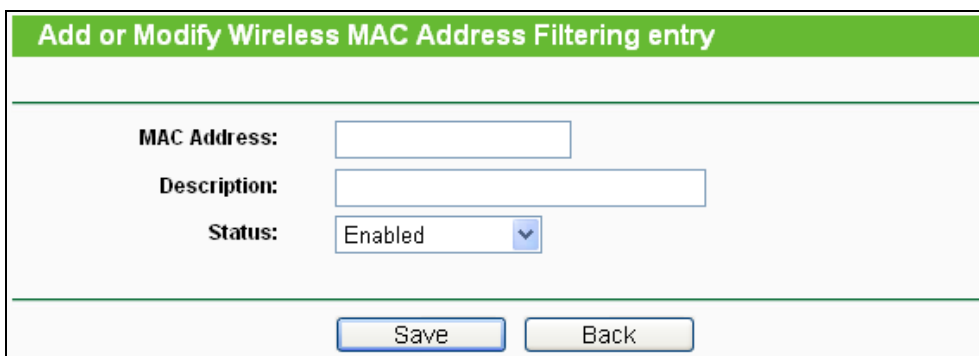 Add or Modify Wireless MAC Address Filtering entry
MAC Address:
Description:
Status: Enabled
Save Back